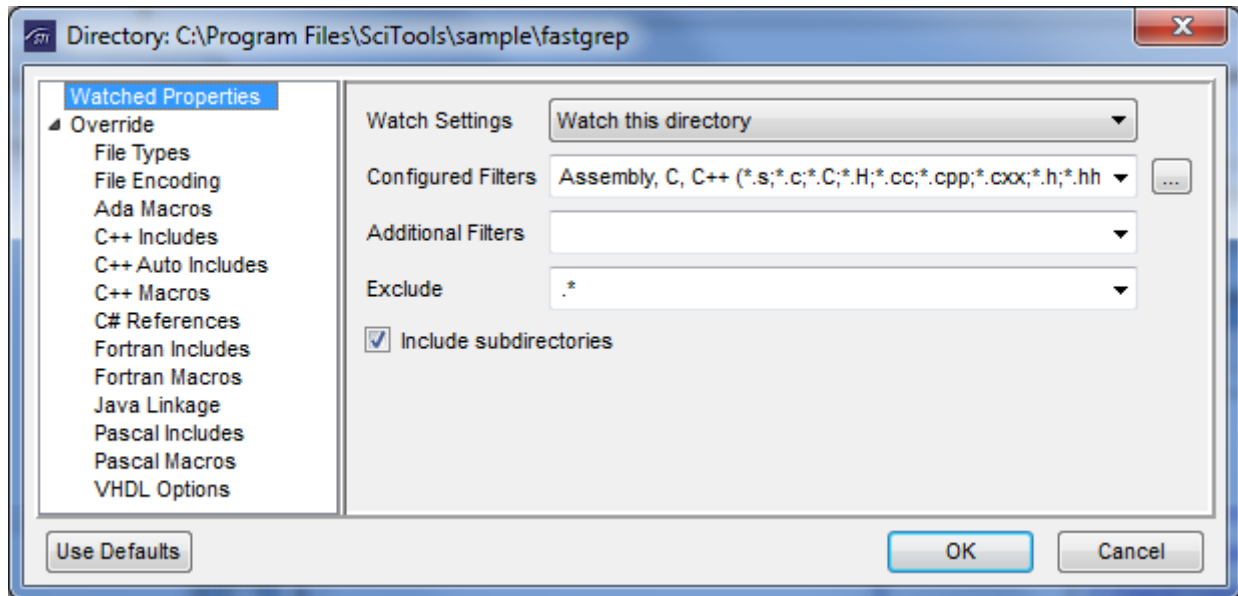 Directory: C:\Program Files\SciTools\sample\fastgrep
Watched Properties
Override
File Types
File Encoding
Ada Macros
C++ Includes
C++ Auto Includes
C++ Macros
C# References
Fortran Includes
Fortran Macros
Java Linkage
Pascal Includes
Pascal Macros
VHDL Options
Watch Settings Watch this directory
Configured Filters Assembly, C, C++ (*.s;*.c;*.C;*.H;*.cc;*.cpp;*.cxx;*.h;*.hh ...
Additional Filters
Exclude .*
Include subdirectories
Use Defaults OK Cancel